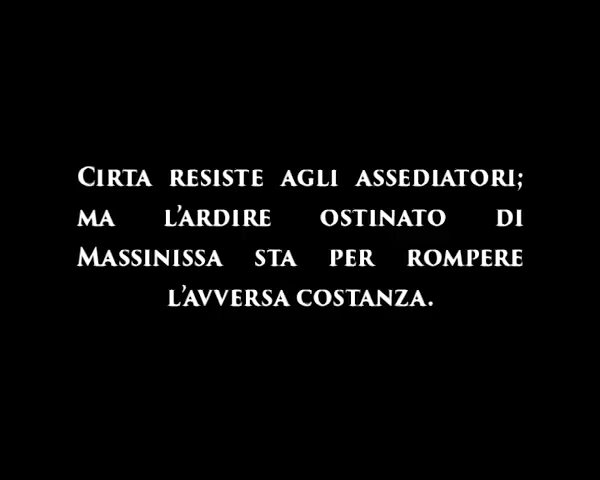 Cirta resiste agli assediatori;
ma l'ardire ostinato di
Massinissa sta per rompere
l'avversa costanza.